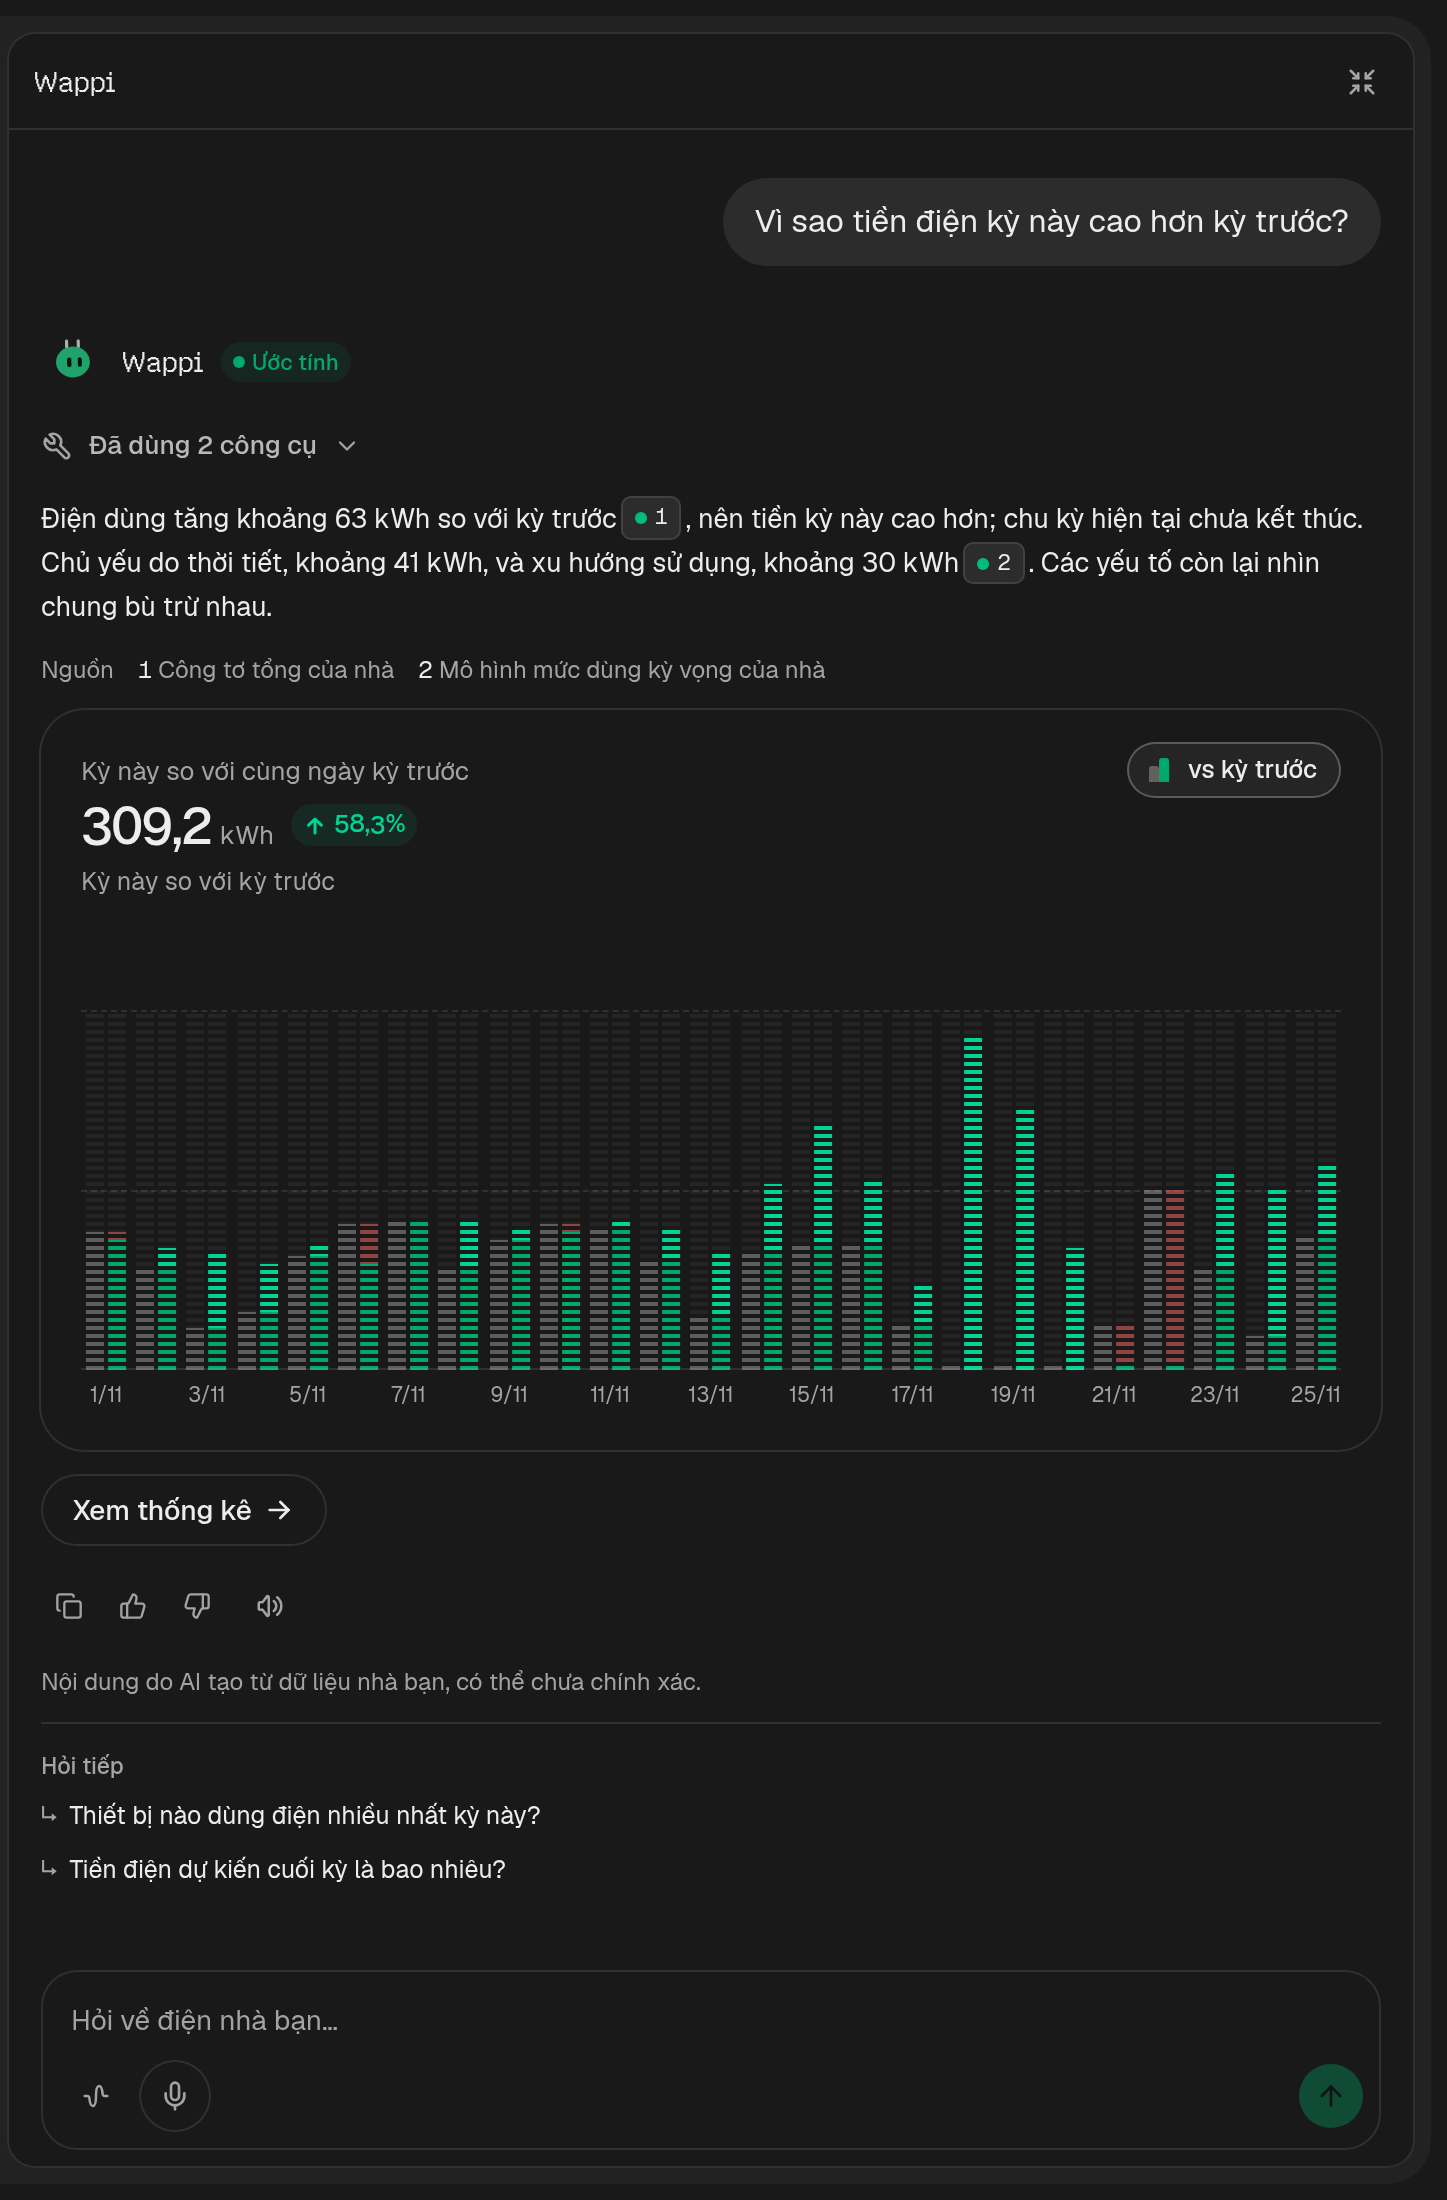 Wappi
Vì sao tiền điện kỳ này cao hơn kỳ trước?
Wappi
Ước tính
Đã dùng 2 công cụ
Điện dùng tăng khoảng 63 kWh so với kỳ trước 1 , nên tiền kỳ này cao hơn; chu kỳ hiện tại chưa kết thúc.
Chủ yếu do thời tiết, khoảng 41 kWh, và xu hướng sử dụng, khoảng 30 kWh 2 . Các yếu tố còn lại nhìn
chung bù trừ nhau.
Nguồn 1 Công tơ tổng của nhà 2 Mô hình mức dùng kỳ vọng của nhà
Kỳ này so với cùng ngày kỳ trước
vs kỳ trước
309,2 kWh 58,3%
Kỳ này so với kỳ trước
1/11 3/11 5/11 7/11 9/11 11/11 13/11 15/11 17/11 19/11 21/11 23/11 25/11
Xem thống kê
Nội dung do AI tạo từ dữ liệu nhà bạn, có thể chưa chính xác.
Hỏi tiếp
Thiết bị nào dùng điện nhiều nhất kỳ này?
Tiền điện dự kiến cuối kỳ là bao nhiêu?
Hỏi về điện nhà bạn...